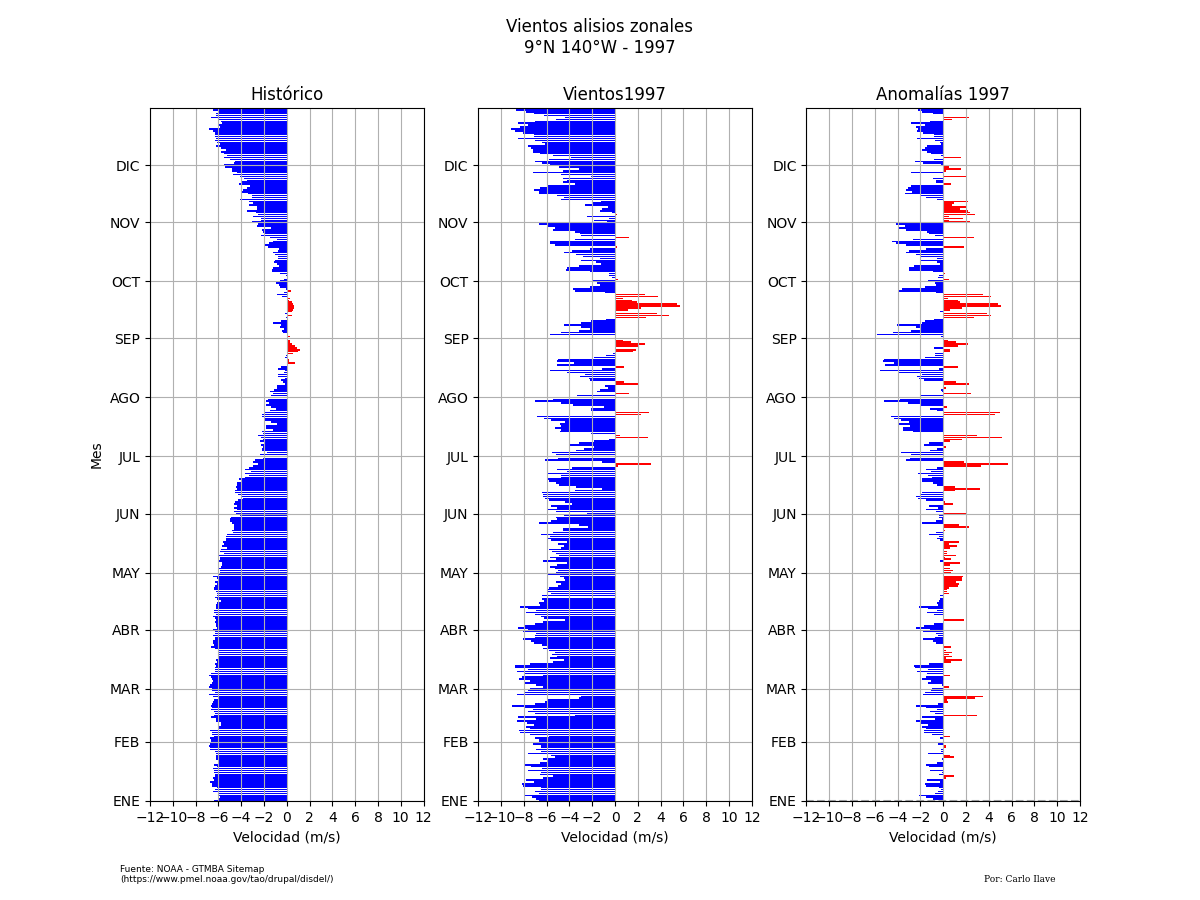 Vientos alisios zonales
9°N 140°W - 1997
Histórico
Vientos1997
Anomalías 1997
Mes
DIC
NOV
OCT
SEP
AGO
JUL
JUN
MAY
ABR
MAR
FEB
ENE
−12 −10 −8 −6 −4 −2 0 2 4 6 8 10 12
Velocidad (m/s)
DIC
NOV
OCT
SEP
AGO
JUL
JUN
MAY
ABR
MAR
FEB
ENE
−12 −10 −8 −6 −4 −2 0 2 4 6 8 10 12
Velocidad (m/s)
DIC
NOV
OCT
SEP
AGO
JUL
JUN
MAY
ABR
MAR
FEB
ENE
−12 −10 −8 −6 −4 −2 0 2 4 6 8 10 12
Velocidad (m/s)
Fuente: NOAA - GTMBA Sitemap
(https://www.pmel.noaa.gov/tao/drupal/disdel/)
Por: Carlo Ilave